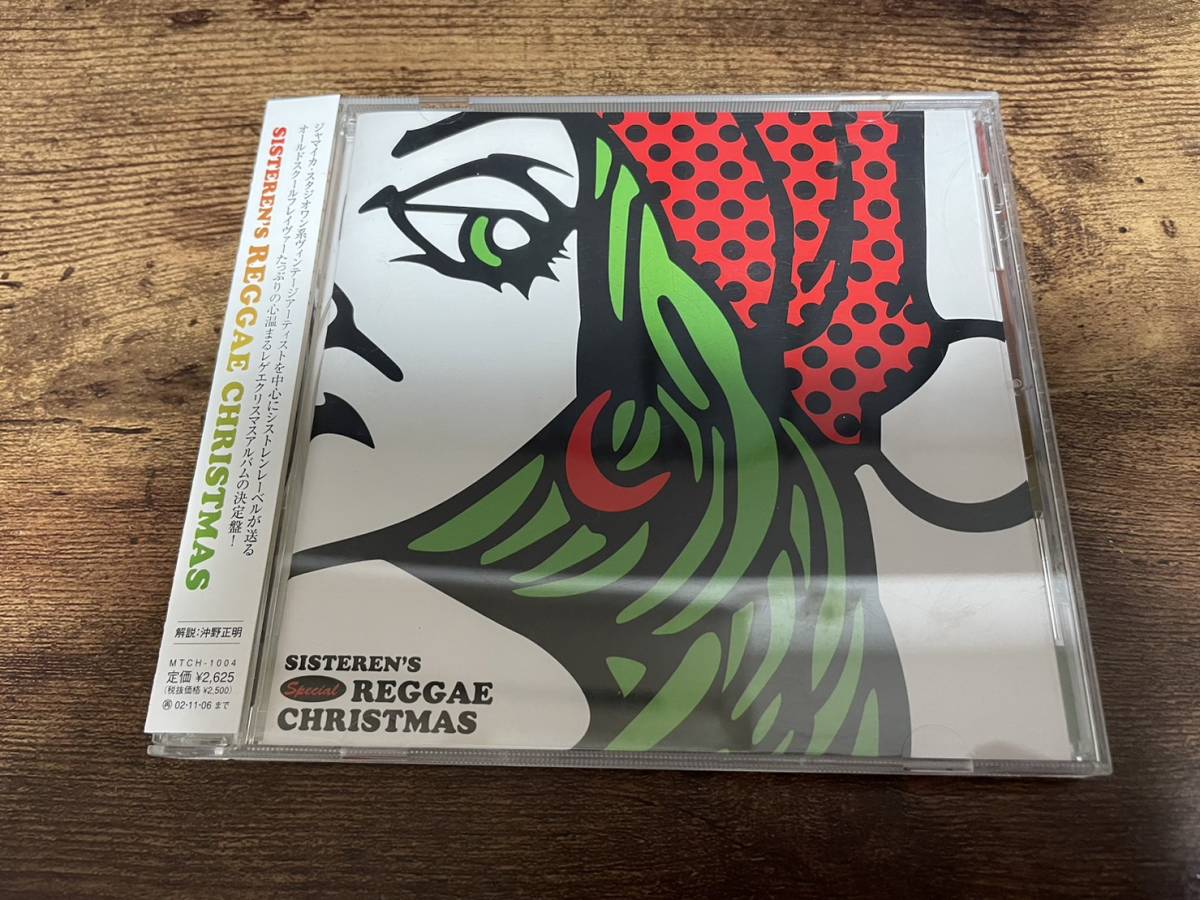 SISTEREN'S REGGAE CHRISTMAS
ジャマイカ・スタジオワン系ヴィンテージアーティストを中心にシストレンレーベルが送る
オールドスクールフレイヴァーたっぷりの心温まるレゲエクリスマスアルバムの決定盤!
解説:沖野正明
MTCH-1004
定価 ¥2,625
(税抜価格 ¥2,500)
再 02・11・06 まで
SISTEREN'S
Special REGGAE
CHRISTMAS